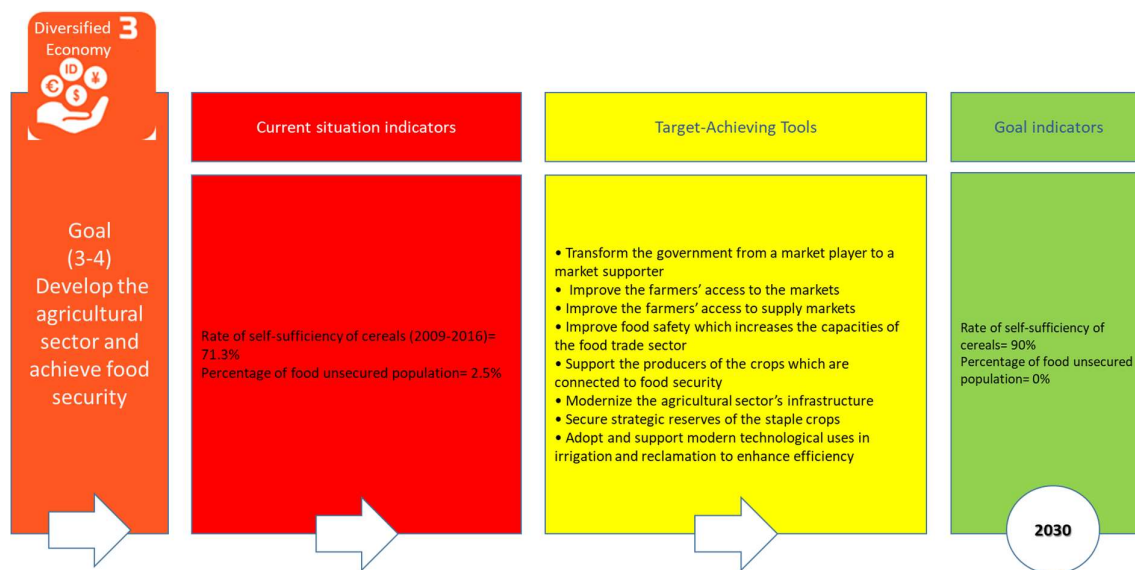 Diversified 3
Economy
ID
€ ¥
$
Goal
(3-4)
Develop the
agricultural
sector and
achieve food
security
Current situation indicators
Rate of self-sufficiency of cereals (2009-2016)=
71.3%
Percentage of food unsecured population= 2.5%
Target-Achieving Tools
• Transform the government from a market player to a
market supporter
• Improve the farmers’ access to the markets
• Improve the farmers’ access to supply markets
• Improve food safety which increases the capacities of
the food trade sector
• Support the producers of the crops which are
connected to food security
• Modernize the agricultural sector’s infrastructure
• Secure strategic reserves of the staple crops
• Adopt and support modern technological uses in
irrigation and reclamation to enhance efficiency
Goal indicators
Rate of self-sufficiency of
cereals= 90%
Percentage of food unsecured
population= 0%
2030